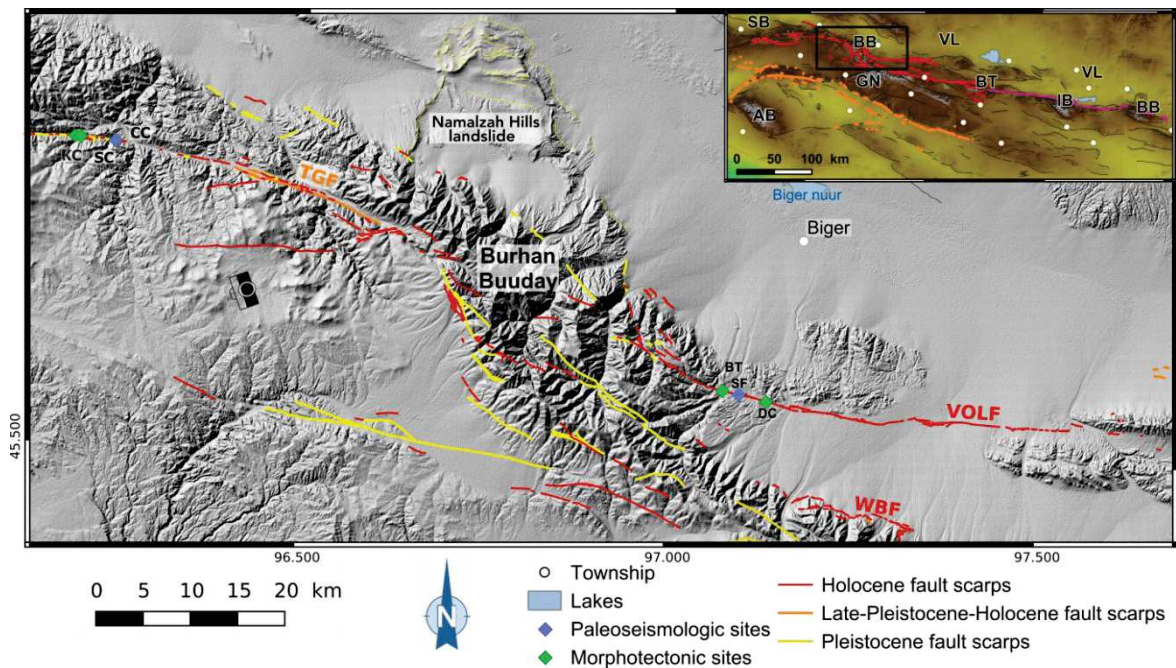 SB
BB
VL
GN
BT
VL
IB
BB
AB
0 50 100 km
Namalzah Hills
landslide
KC SC CC
TGF
Biger nuur
Biger
Burhan
Buuday
BT
SF
DC
VOLF
WBF
45.500
96.500 97.000 97.500
0 5 10 15 20 km
N
Township
Lakes
Paleoseismologic sites
Morphotectonic sites
Holocene fault scarps
Late-Pleistocene-Holocene fault scarps
Pleistocene fault scarps